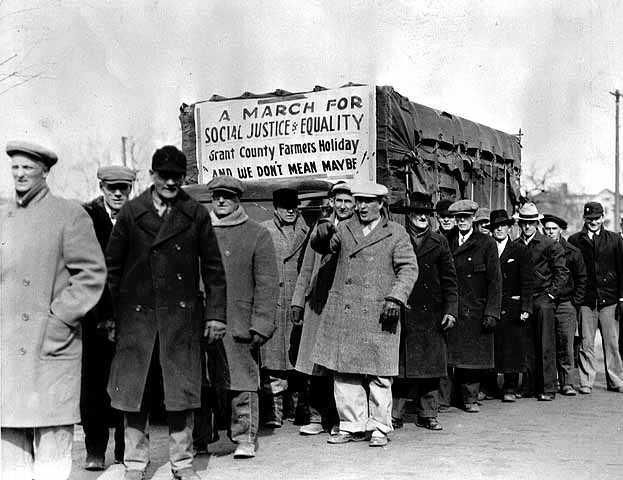 A MARCH FOR
SOCIAL JUSTICE & EQUALITY
Grant County Farmers Holiday
"AND WE DON'T MEAN MAYBE!"